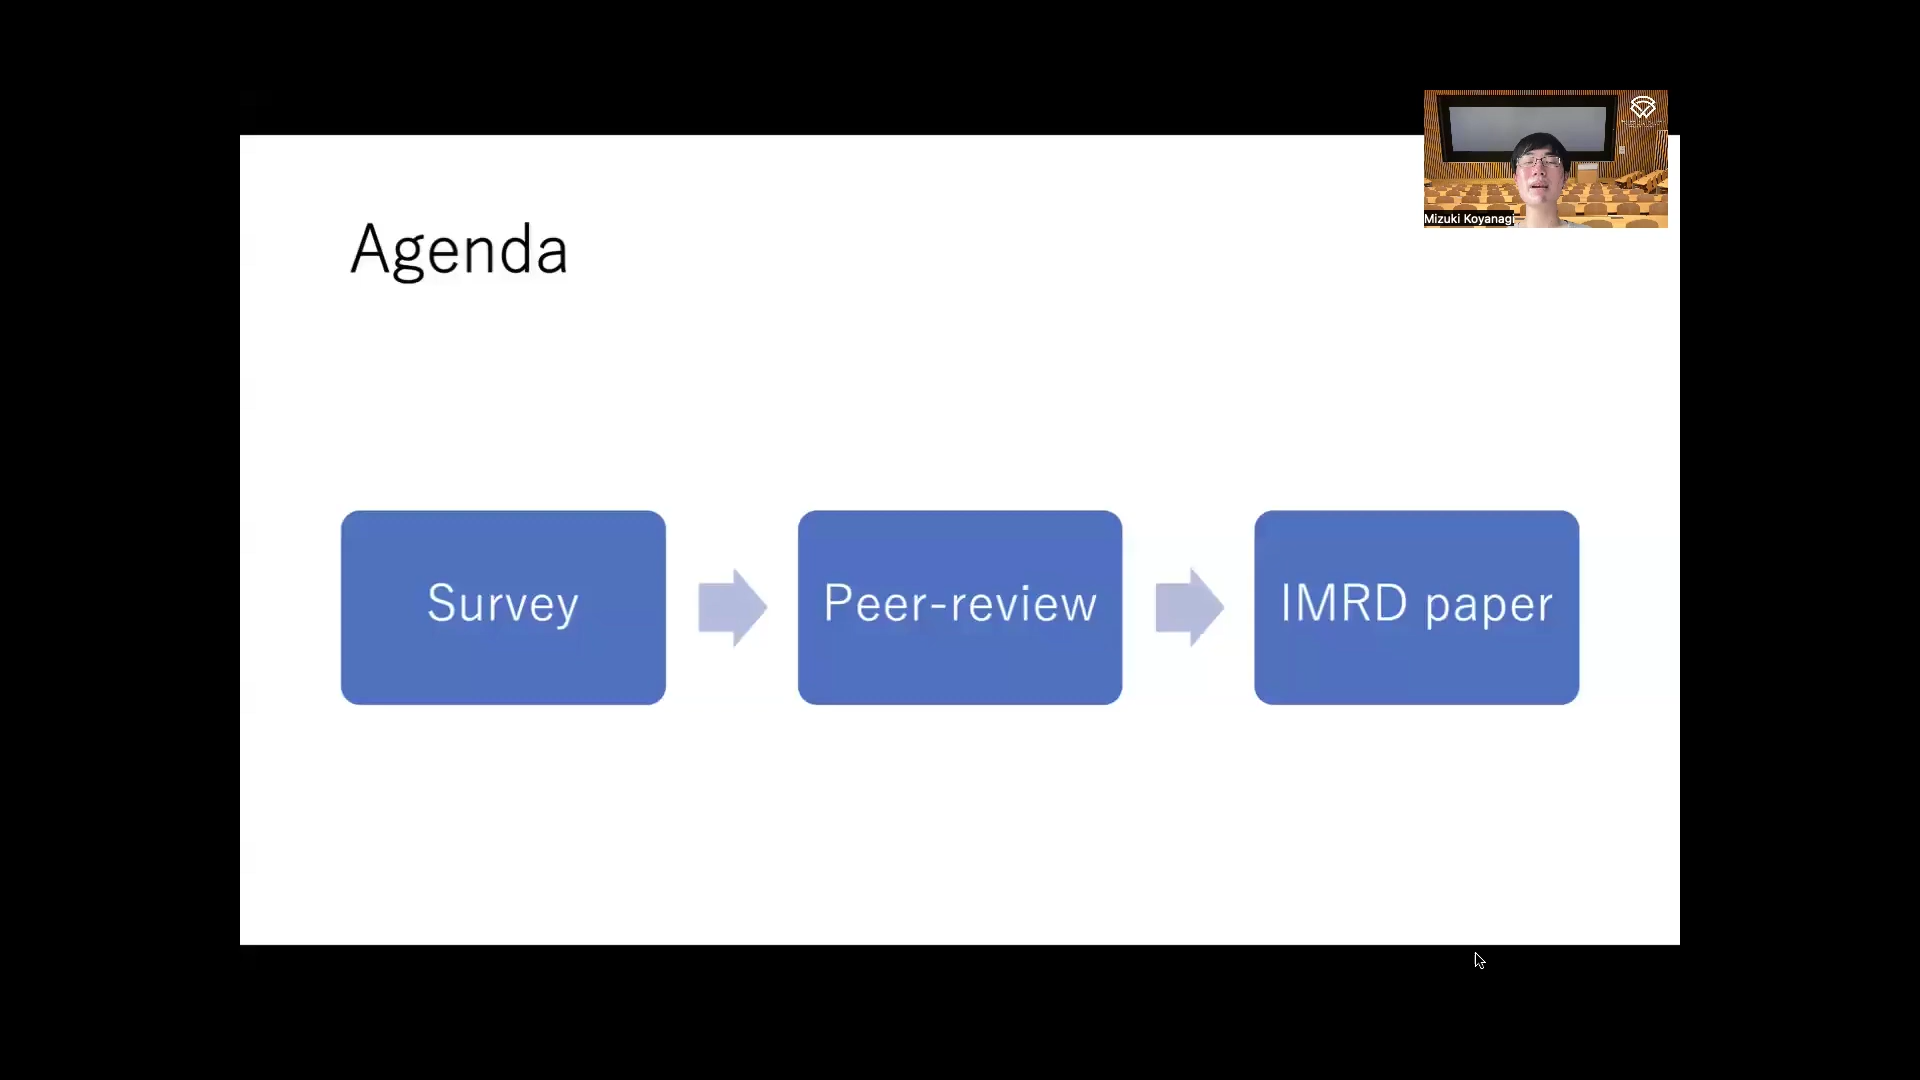 Agenda
Survey
Peer-review
IMRD paper
Mizuki Koyanagi